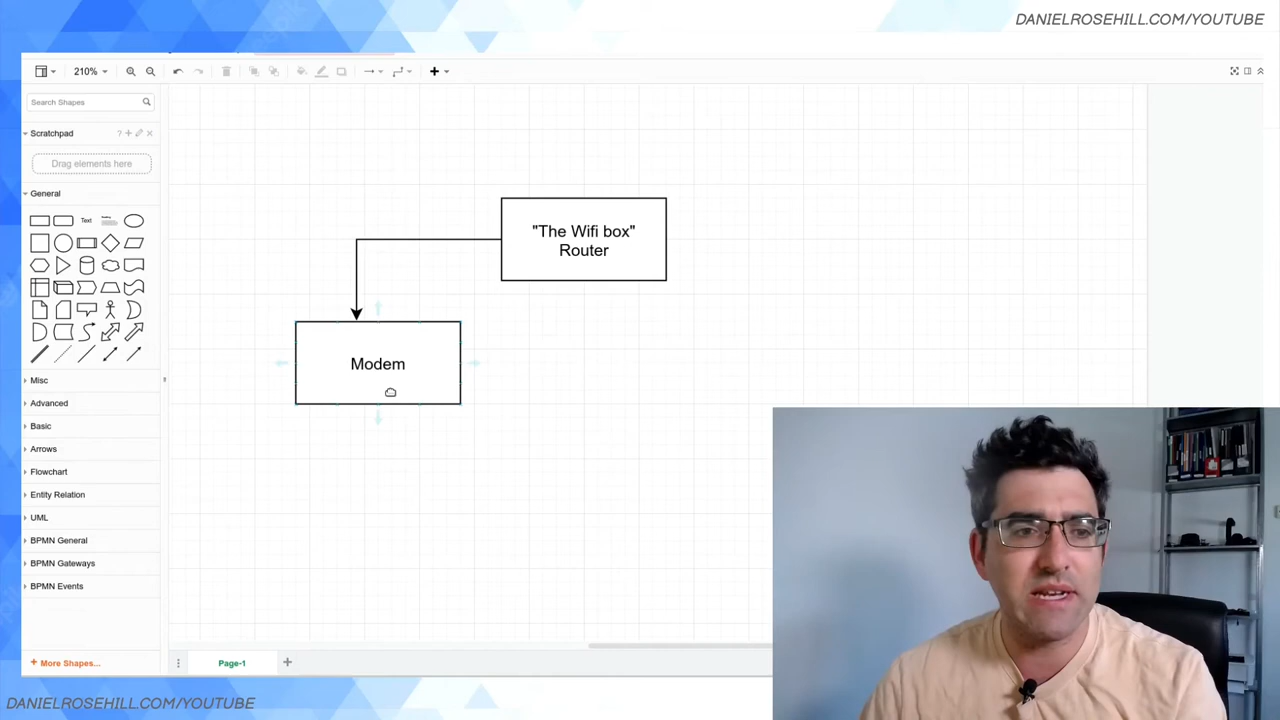 DANIELROSEHILL.COM/YOUTUBE
210%
Search Shapes
Scratchpad
?
Drag elements here
General
Text
"The Wifi box"
Router
Modem
Misc
Advanced
Basic
Arrows
Flowchart
Entity Relation
UML
BPMN General
BPMN Gateways
BPMN Events
More Shapes...
Page-1
DANIELROSEHILL.COM/YOUTUBE